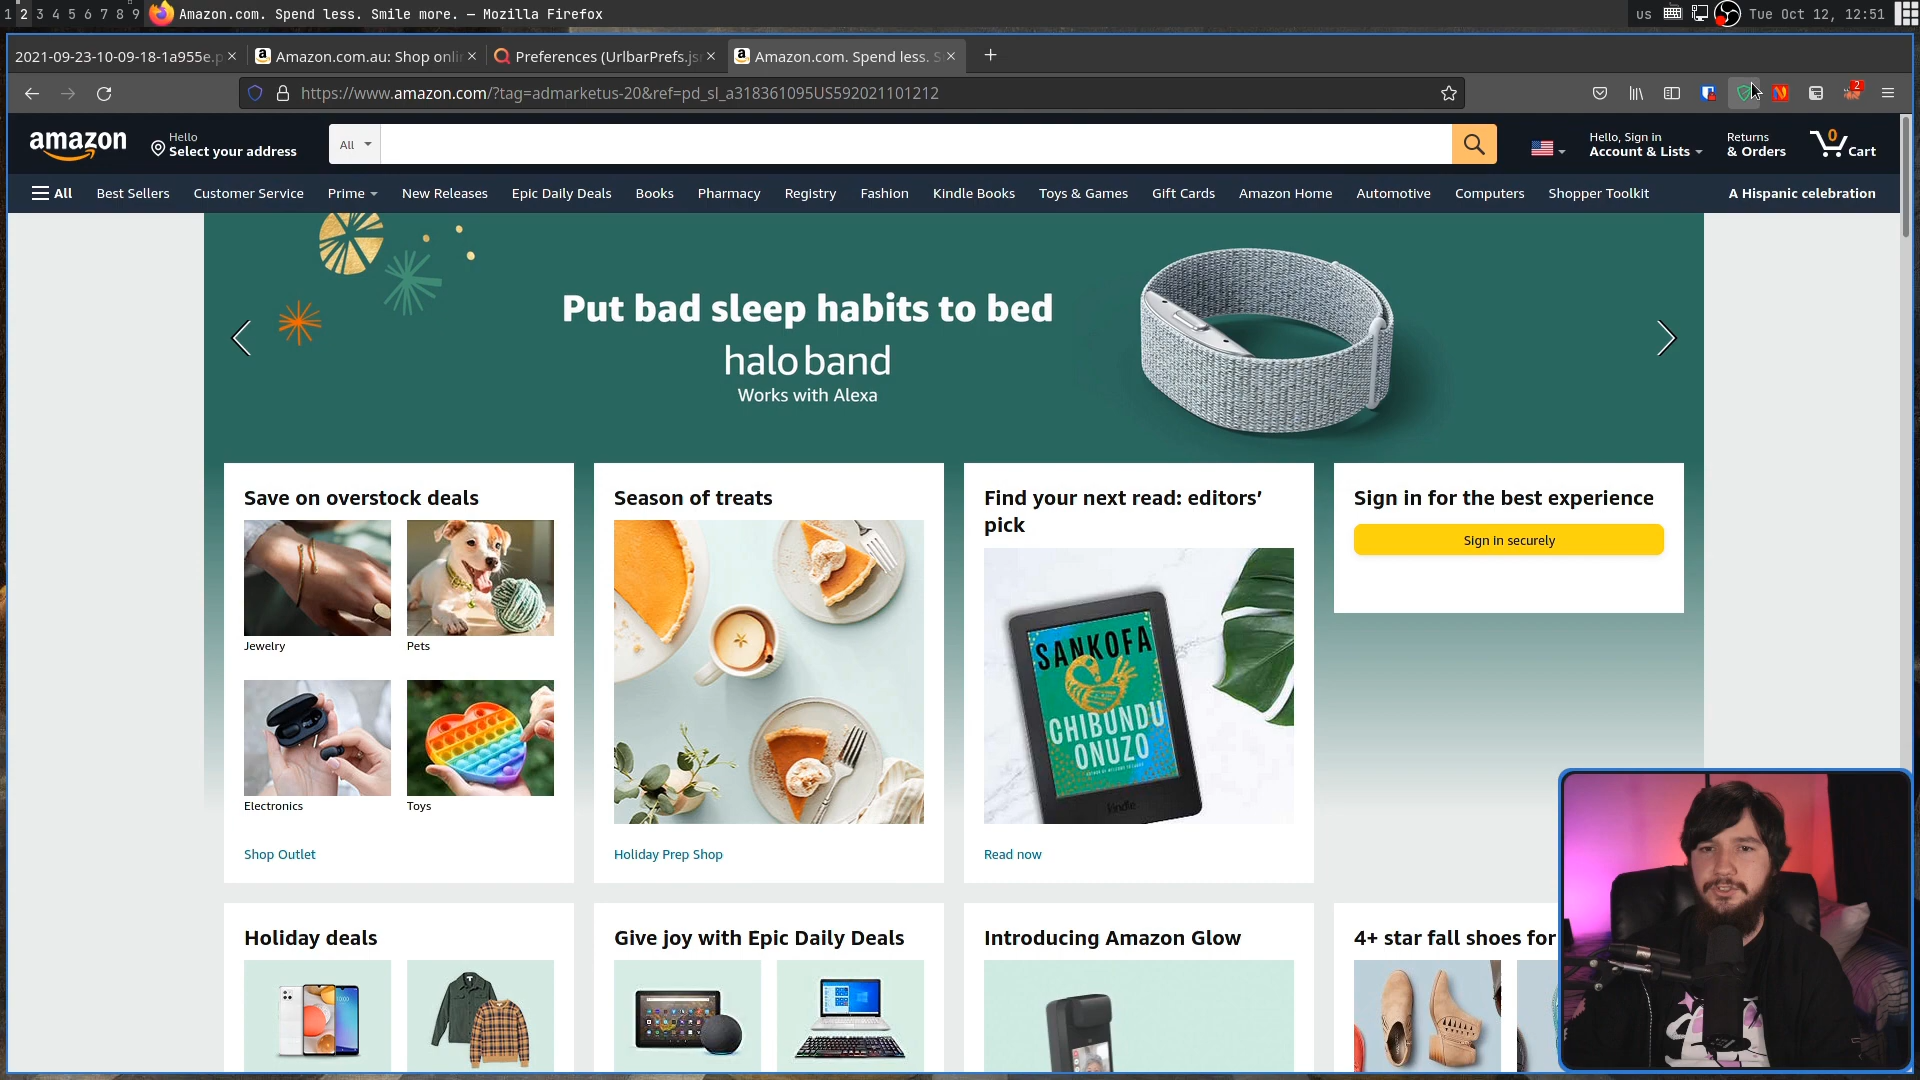 1 2 3 4 5 6 7 8 9 Amazon.com. Spend less. Smile more. — Mozilla Firefox
us Tue Oct 12, 12:51
2021-09-23-10-09-18-1a955e.p
Amazon.com.au: Shop onli
Preferences (UrlbarPrefs.js
Amazon.com. Spend less. S
https://www.amazon.com/?tag=admarketus-20&ref=pd_sl_a318361095US592021101212
2
amazon
Hello
Select your address
All
Hello, Sign in
Account & Lists
Returns
& Orders
0
Cart
All Best Sellers Customer Service Prime New Releases Epic Daily Deals Books Pharmacy Registry Fashion Kindle Books Toys & Games Gift Cards Amazon Home Automotive Computers Shopper Toolkit A Hispanic celebration
Put bad sleep habits to bed
halo band
Works with Alexa
Save on overstock deals
Jewelry
Pets
Electronics
Toys
Shop Outlet
Season of treats
Holiday Prep Shop
Find your next read: editors’
pick
SANKOFA
CHIBUNDU
ONUZO
kindle
Read now
Sign in for the best experience
Sign in securely
Holiday deals
Give joy with Epic Daily Deals
Introducing Amazon Glow
4+ star fall shoes for